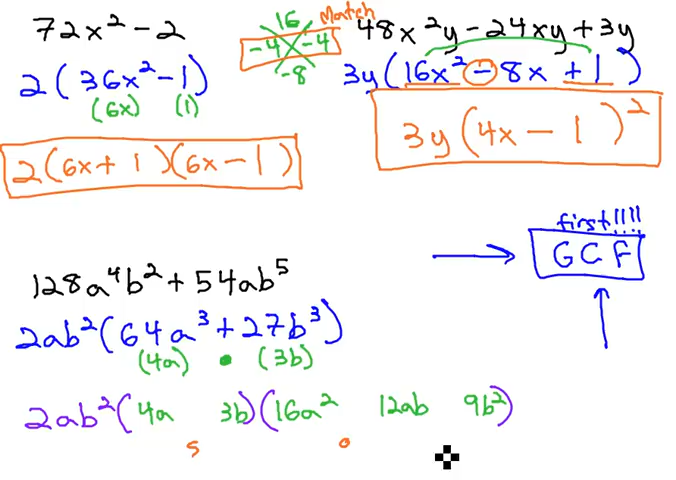 72x² - 2
2(36x² - 1)
(6x) (1)
2(6x + 1)(6x - 1)
16 Match
-4 -4
-8
48x²y - 24xy + 3y
3y(16x² - 8x + 1)
3y(4x - 1)²
first!!!!
GCF
128a⁴b² + 54ab⁵
2ab²(64a³ + 27b³)
(4a) • (3b)
2ab²(4a 3b)(16a² 12ab 9b²)
s o